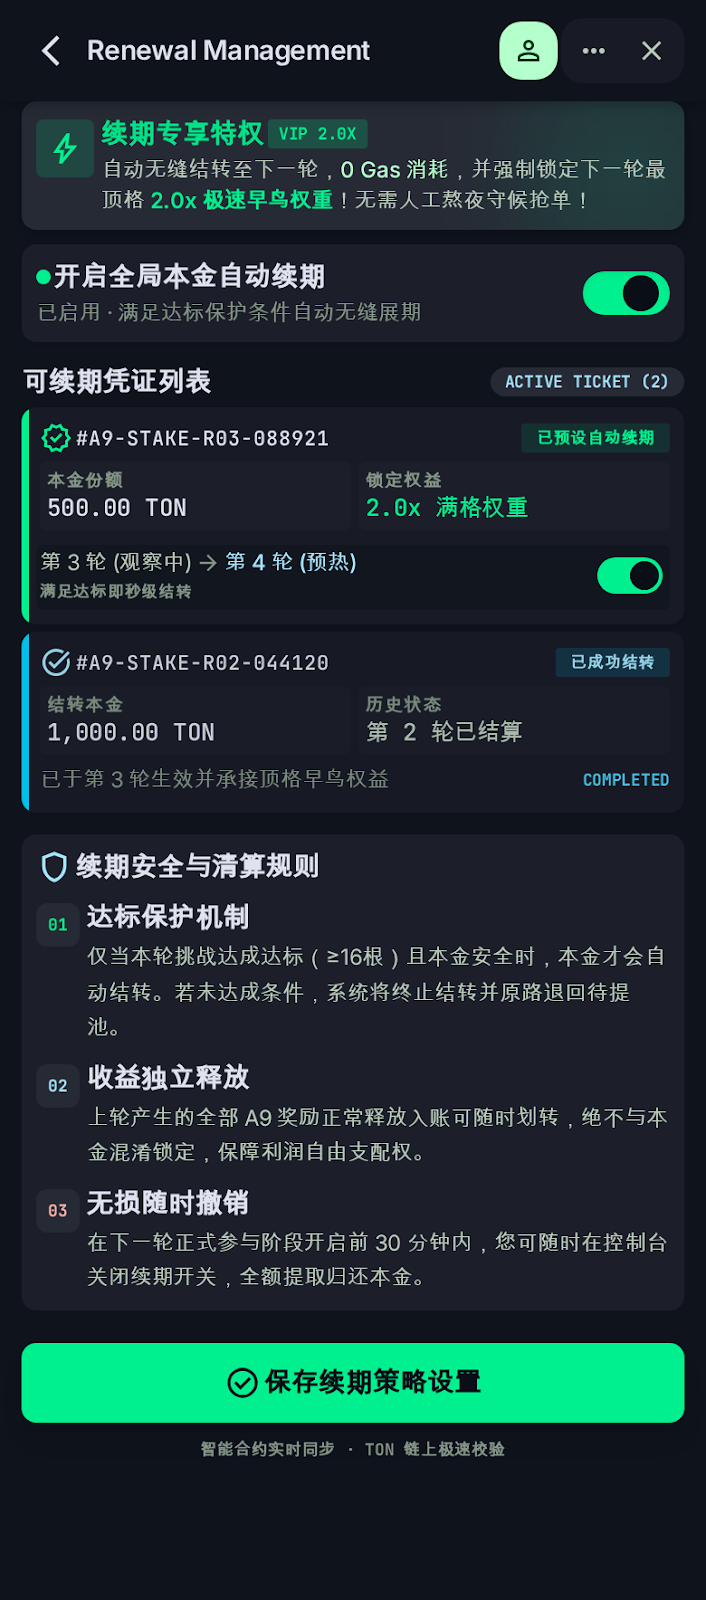 Renewal Management
续期专享特权 VIP 2.0X
自动无缝结转至下一轮，0 Gas 消耗，并强制锁定下一轮最
顶格 2.0x 极速早鸟权重！无需人工熬夜守候抢单！
开启全局本金自动续期
已启用 · 满足达标保护条件自动无缝展期
可续期凭证列表 ACTIVE TICKET (2)
#A9-STAKE-R03-088921 已预设自动续期
本金份额 锁定权益
500.00 TON 2.0x 满格权重
第 3 轮 (观察中) → 第 4 轮 (预热)
满足达标即秒级结转
#A9-STAKE-R02-044120 已成功结转
结转本金 历史状态
1,000.00 TON 第 2 轮已结算
已于第 3 轮生效并承接顶格早鸟权益 COMPLETED
续期安全与清算规则
01 达标保护机制
仅当本轮挑战达成达标（≥16根）且本金安全时，本金才会自
动结转。若未达成条件，系统将终止结转并原路退回待提
池。
02 收益独立释放
上轮产生的全部 A9 奖励正常释放入账可随时划转，绝不与本
金混淆锁定，保障利润自由支配权。
03 无损随时撤销
在下一轮正式参与阶段开启前 30 分钟内，您可随时在控制台
关闭续期开关，全额提取归还本金。
保存续期策略设置
智能合约实时同步 · TON 链上极速校验